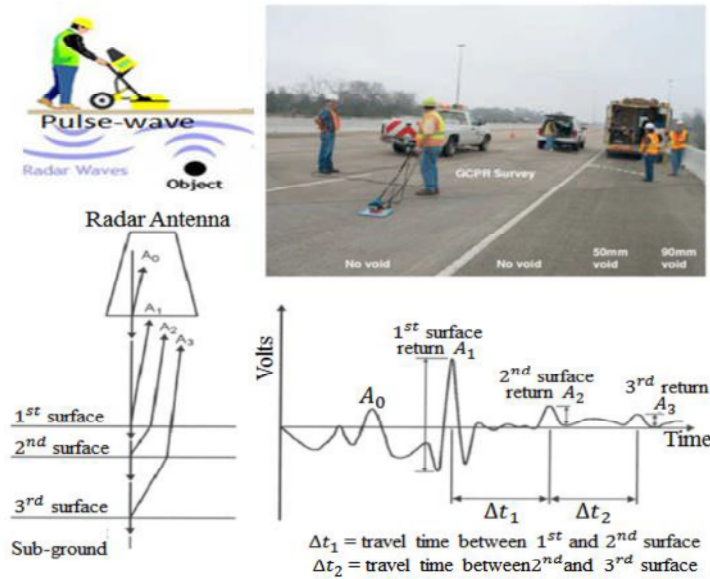 Pulse-wave
Radar Waves
Object
GCPR Survey
No void
No void
50mm
void
90mm
void
Radar Antenna
A₀
A₁
A₂
A₃
1ˢᵗ surface
2ⁿᵈ surface
3ʳᵈ surface
Sub-ground
Volts
A₀
1ˢᵗ surface
return A₁
2ⁿᵈ surface
return A₂
3ʳᵈ return
A₃
Time
Δt₁
Δt₂
Δt₁ = travel time between 1ˢᵗ and 2ⁿᵈ surface
Δt₂ = travel time between2ⁿᵈ and 3ʳᵈ surface